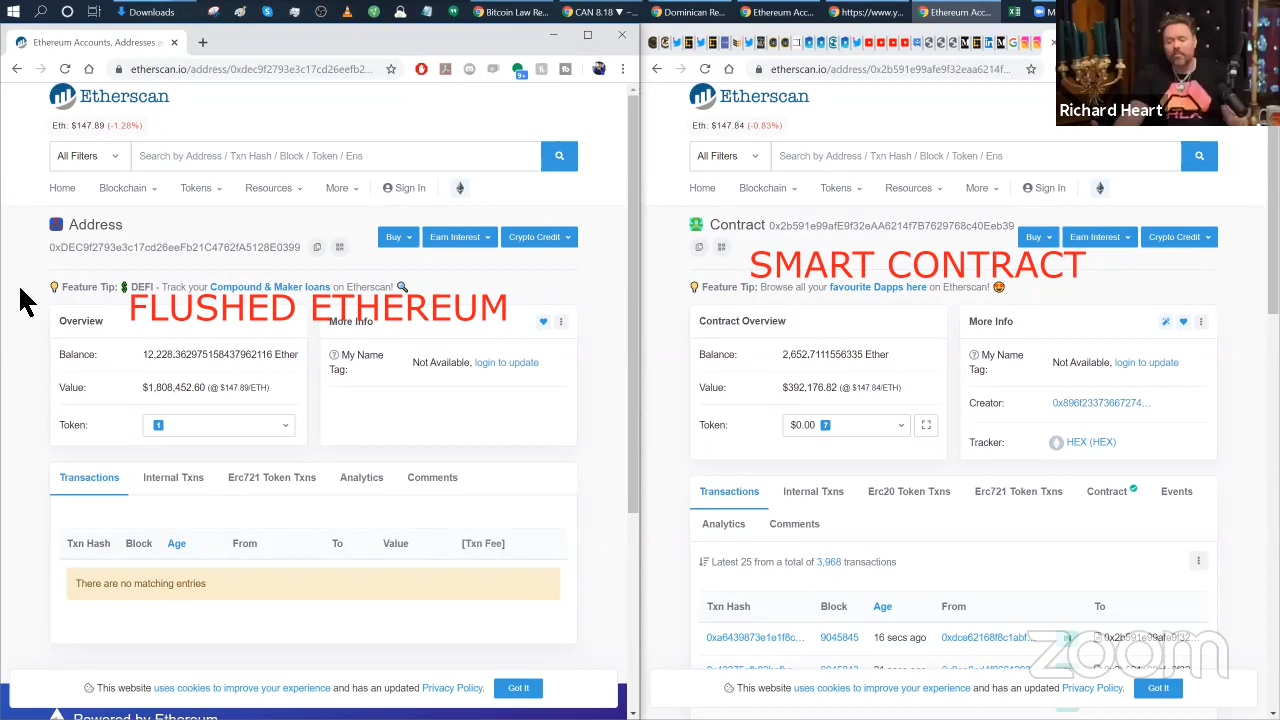 Bitcoin Live
CAN 8.18
Dominican Re
https://www.y
Ethereum
Etherscan
Ethereum Accounts, Address a
etherscan.io/address/0xdec9f2793e3c17cd26ee
9+
Etherscan
Eth: $147.89 (-1.28%)
All Filters
Search by Address / Txn Hash / Block / Token / Ens
Home
Blockchain
Tokens
Resources
More
Sign In
Address
0xDEC9f2793e3c17cd26eeFb21C4762fA5128E0399
Buy
Earn Interest
Crypto Credit
Feature Tip: DEFI - Track your Compound & Maker loans on Etherscan!
FLUSHED ETHEREUM
Overview
Balance:
12,228.362975158437962116 Ether
Value:
$1,808,452.60 (@ $147.89/ETH)
Token:
1
More Info
My Name
Tag:
Not Available, login to update
Transactions
Internal Txns
Erc721 Token Txns
Analytics
Comments
Txn Hash
Block
Age
From
To
Value
[Txn Fee]
There are no matching entries
This website uses cookies to improve your experience and has an updated Privacy Policy.
Got It
Powered by Ethereum
etherscan.io/address/0x2b591e99afe9f32eaa6214f
Etherscan
Eth: $147.84 (-0.83%)
All Filters
Search by Address / Txn Hash / Block / Token / Ens
Home
Blockchain
Tokens
Resources
More
Sign In
Contract 0x2b591e99afE9f32eAA6214f7B7629768c40Eeb39
Buy
Earn Interest
Crypto Credit
SMART CONTRACT
Feature Tip: Browse all your favourite Dapps here on Etherscan!
Contract Overview
Balance:
2,652.7111556335 Ether
Value:
$392,176.82 (@ $147.84/ETH)
Token:
$0.00 7
More Info
My Name
Tag:
Not Available, login to update
Creator:
0x896f23373667274...
Tracker:
HEX (HEX)
Transactions
Internal Txns
Erc20 Token Txns
Erc721 Token Txns
Contract
Events
Analytics
Comments
Latest 25 from a total of 3,968 transactions
Txn Hash
Block
Age
From
To
0xa6439873e1e1f8c...
9045845
16 secs ago
0xdce62168f8c1abf...
IN
0x2b591e99afe9f32...
This website uses cookies to improve your experience and has an updated Privacy Policy.
Got It
Richard Heart
zoom